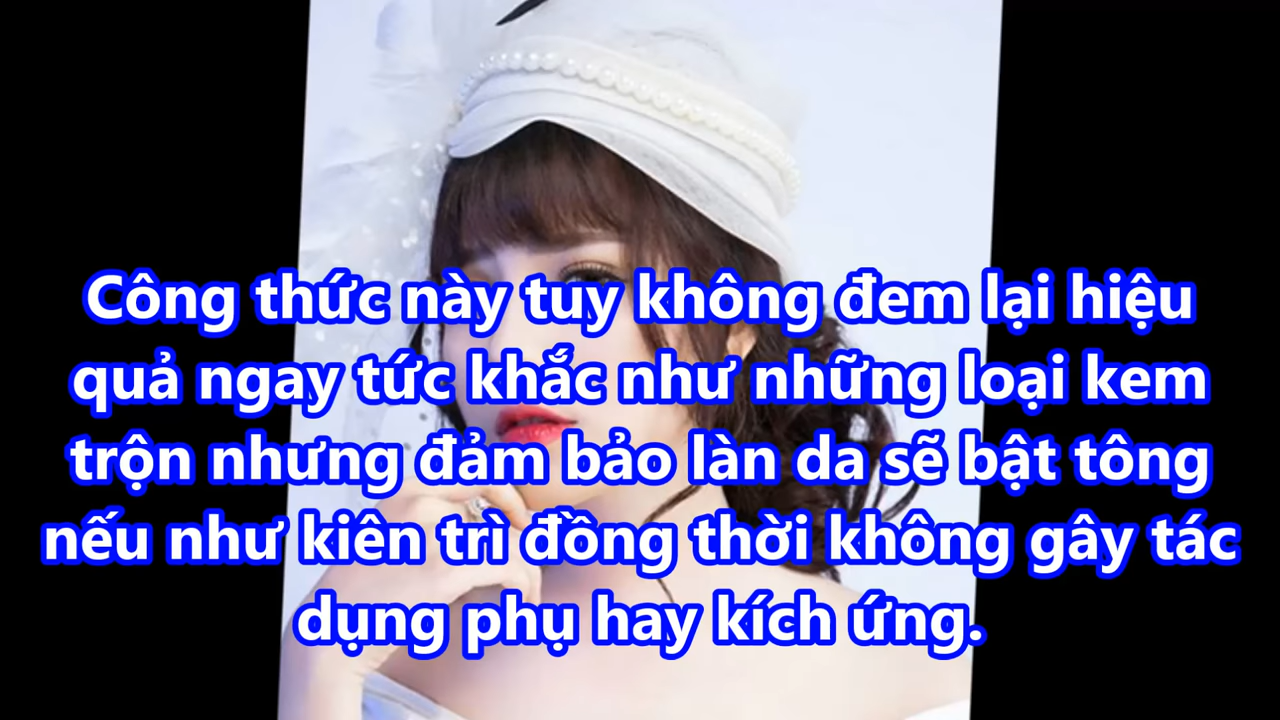 Công thức này tuy không đem lại hiệu
quả ngay tức khắc như những loại kem
trộn nhưng đảm bảo làn da sẽ bật tông
nếu như kiên trì đồng thời không gây tác
dụng phụ hay kích ứng.